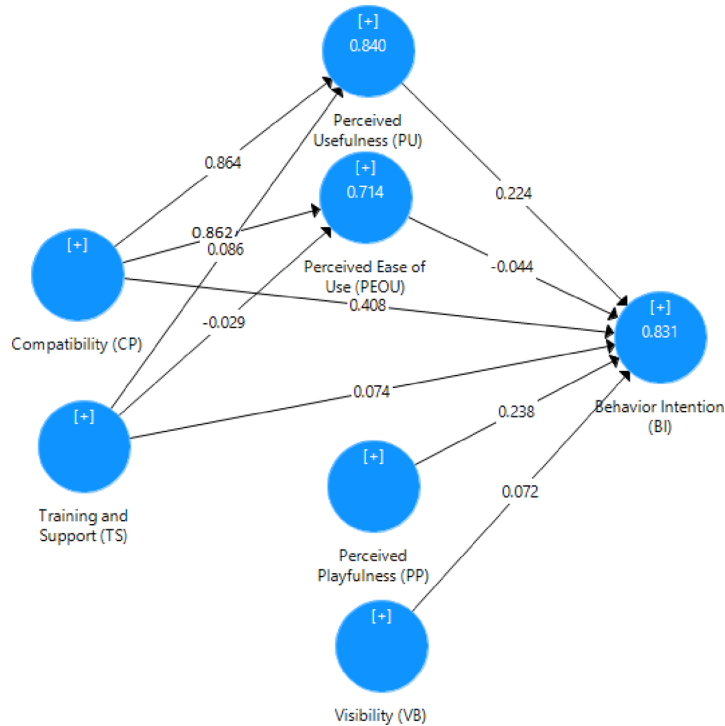 [+]
0.840
Perceived
Usefulness (PU)
0.864
[+]
0.714
0.224
0.862
0.086
[+]
Perceived Ease of
Use (PEOU)
-0.044
0.408
[+]
0.831
Compatibility (CP)
-0.029
0.074
Behavior Intention
(BI)
[+]
0.238
[+]
0.072
Training and
Support (TS)
Perceived
Playfulness (PP)
[+]
Visibility (VB)